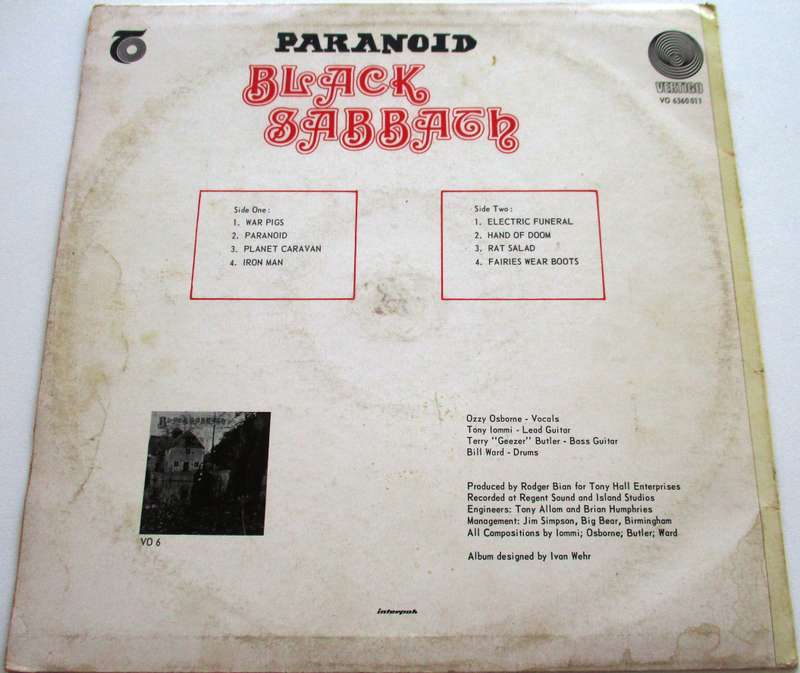 PARANOID
BLACK
SABBATH
VERTIGO
VO 6360 011
Side One :
1. WAR PIGS
2. PARANOID
3. PLANET CARAVAN
4. IRON MAN
Side Two :
1. ELECTRIC FUNERAL
2. HAND OF DOOM
3. RAT SALAD
4. FAIRIES WEAR BOOTS
Black Sabbath
VO 6
Ozzy Osborne - Vocals
Tony Iommi - Lead Guitar
Terry "Geezer" Butler - Bass Guitar
Bill Ward - Drums
Produced by Rodger Bian for Tony Hall Enterprises
Recorded at Regent Sound and Island Studios
Engineers: Tony Allom and Brian Humphries
Management: Jim Simpson, Big Bear, Birmingham
All Compositions by Iommi; Osborne; Butler; Ward
Album designed by Ivan Wehr
interpak